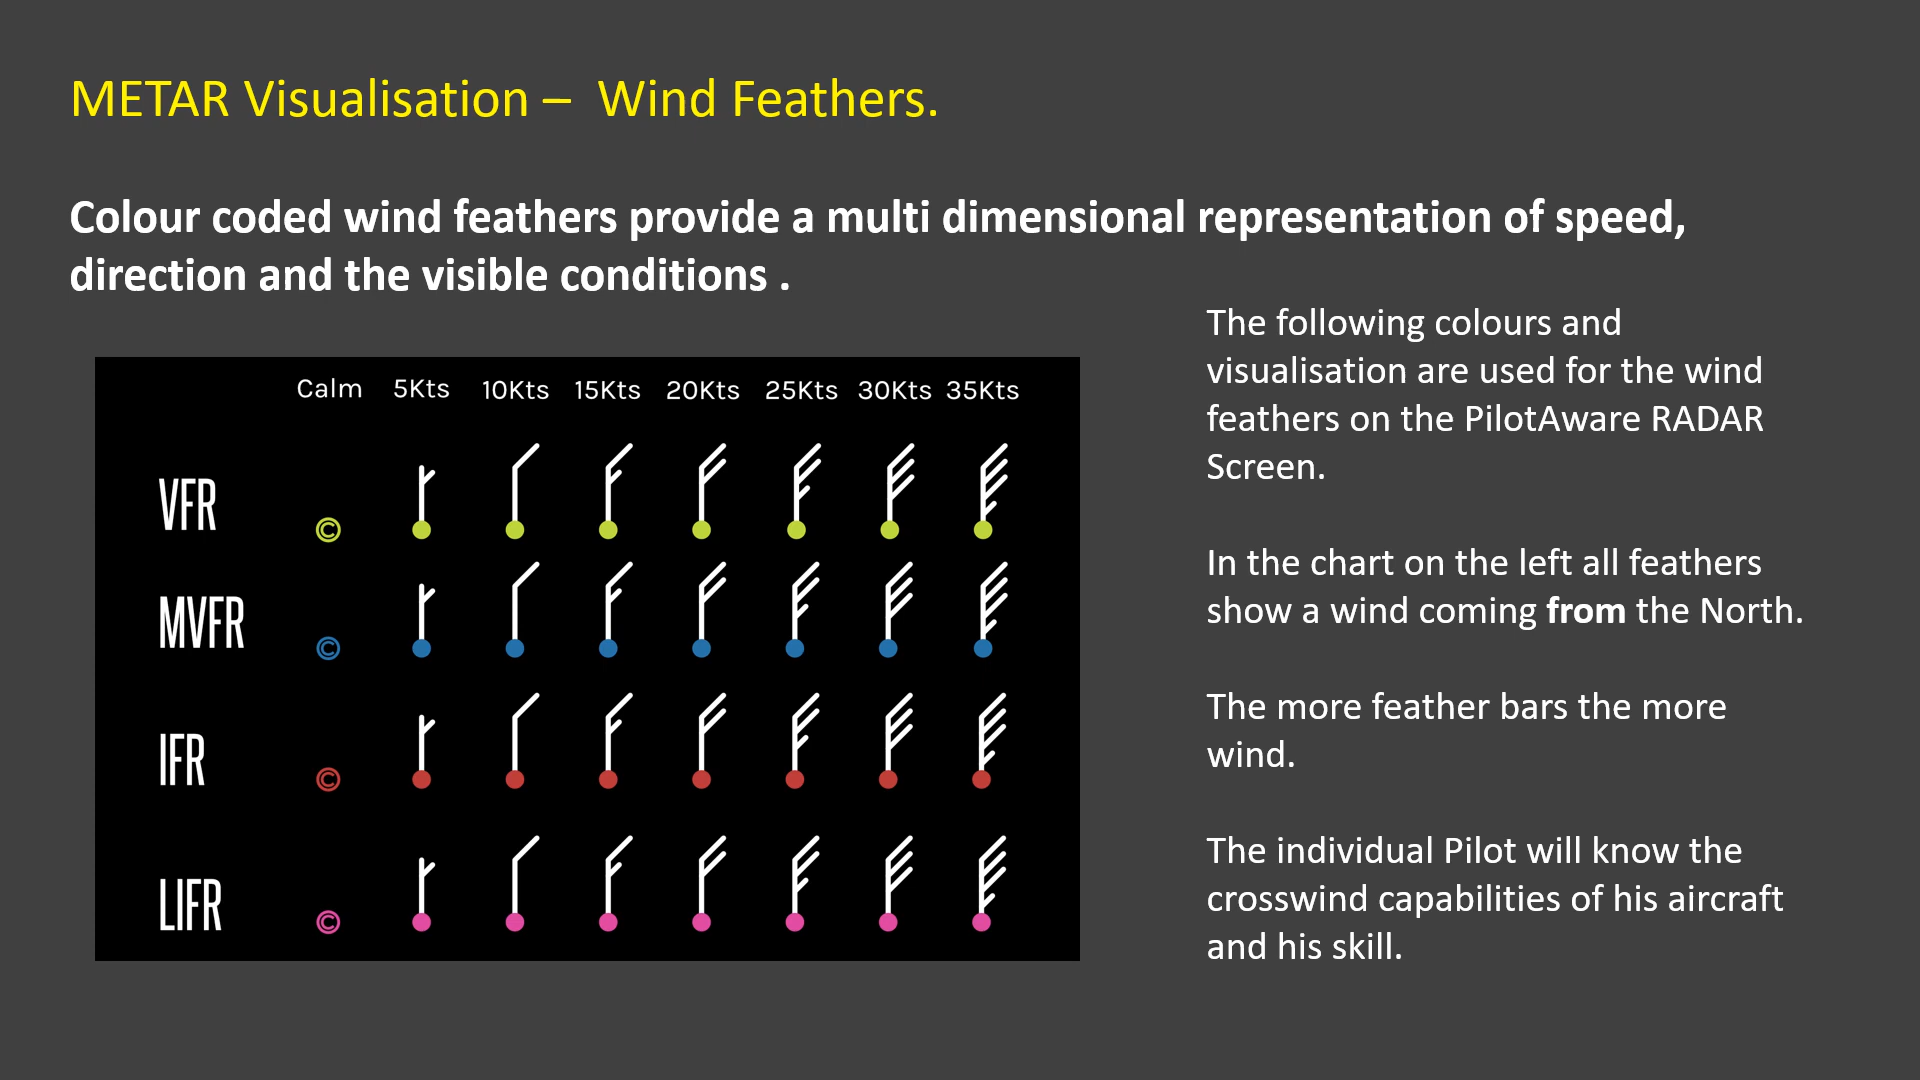 METAR Visualisation – Wind Feathers.
Colour coded wind feathers provide a multi dimensional representation of speed,
direction and the visible conditions .
Calm 5Kts 10Kts 15Kts 20Kts 25Kts 30Kts 35Kts
VFR ©
MVFR ©
IFR ©
LIFR ©
The following colours and
visualisation are used for the wind
feathers on the PilotAware RADAR
Screen.
In the chart on the left all feathers
show a wind coming from the North.
The more feather bars the more
wind.
The individual Pilot will know the
crosswind capabilities of his aircraft
and his skill.